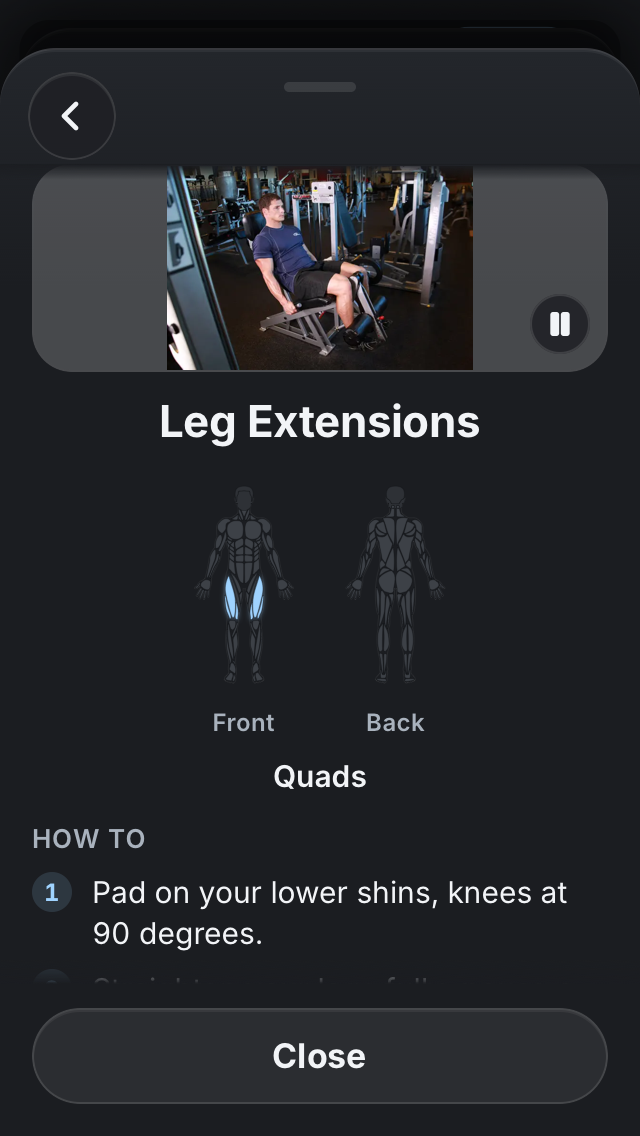 Leg Extensions
Front
Back
Quads
HOW TO
1 Pad on your lower shins, knees at
90 degrees.
Close